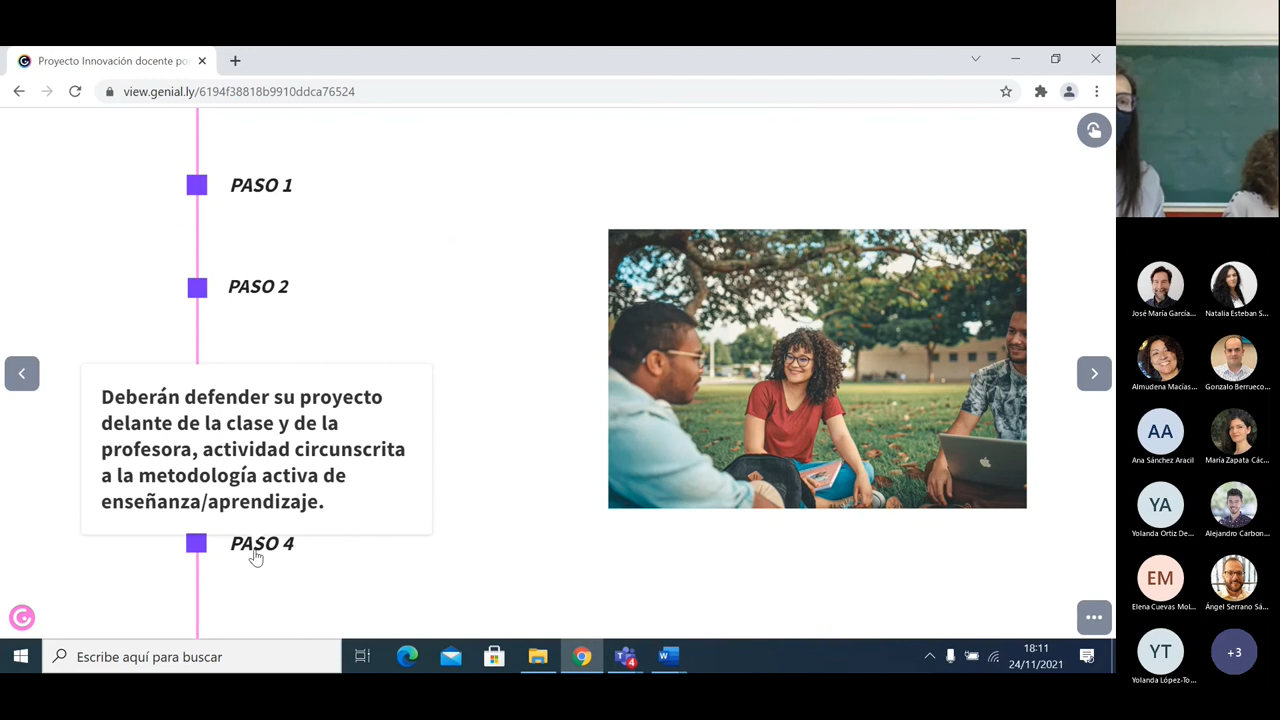 Proyecto Innovación docente po
view.genial.ly/6194f38818b9910ddca76524
PASO 1
PASO 2
Deberán defender su proyecto
delante de la clase y de la
profesora, actividad circunscrita
a la metodología activa de
enseñanza/aprendizaje.
PASO 4
Escribe aquí para buscar
4
18:11
24/11/2021
José María García...
Natalia Esteban S...
Almudena Macías...
Gonzalo Berrueco...
AA
Ana Sánchez Aracil
María Zapata Các...
YA
Yolanda Ortiz De...
Alejandro Carbon...
EM
Elena Cuevas Mol...
Ángel Serrano Sá...
YT
Yolanda López-To...
+3